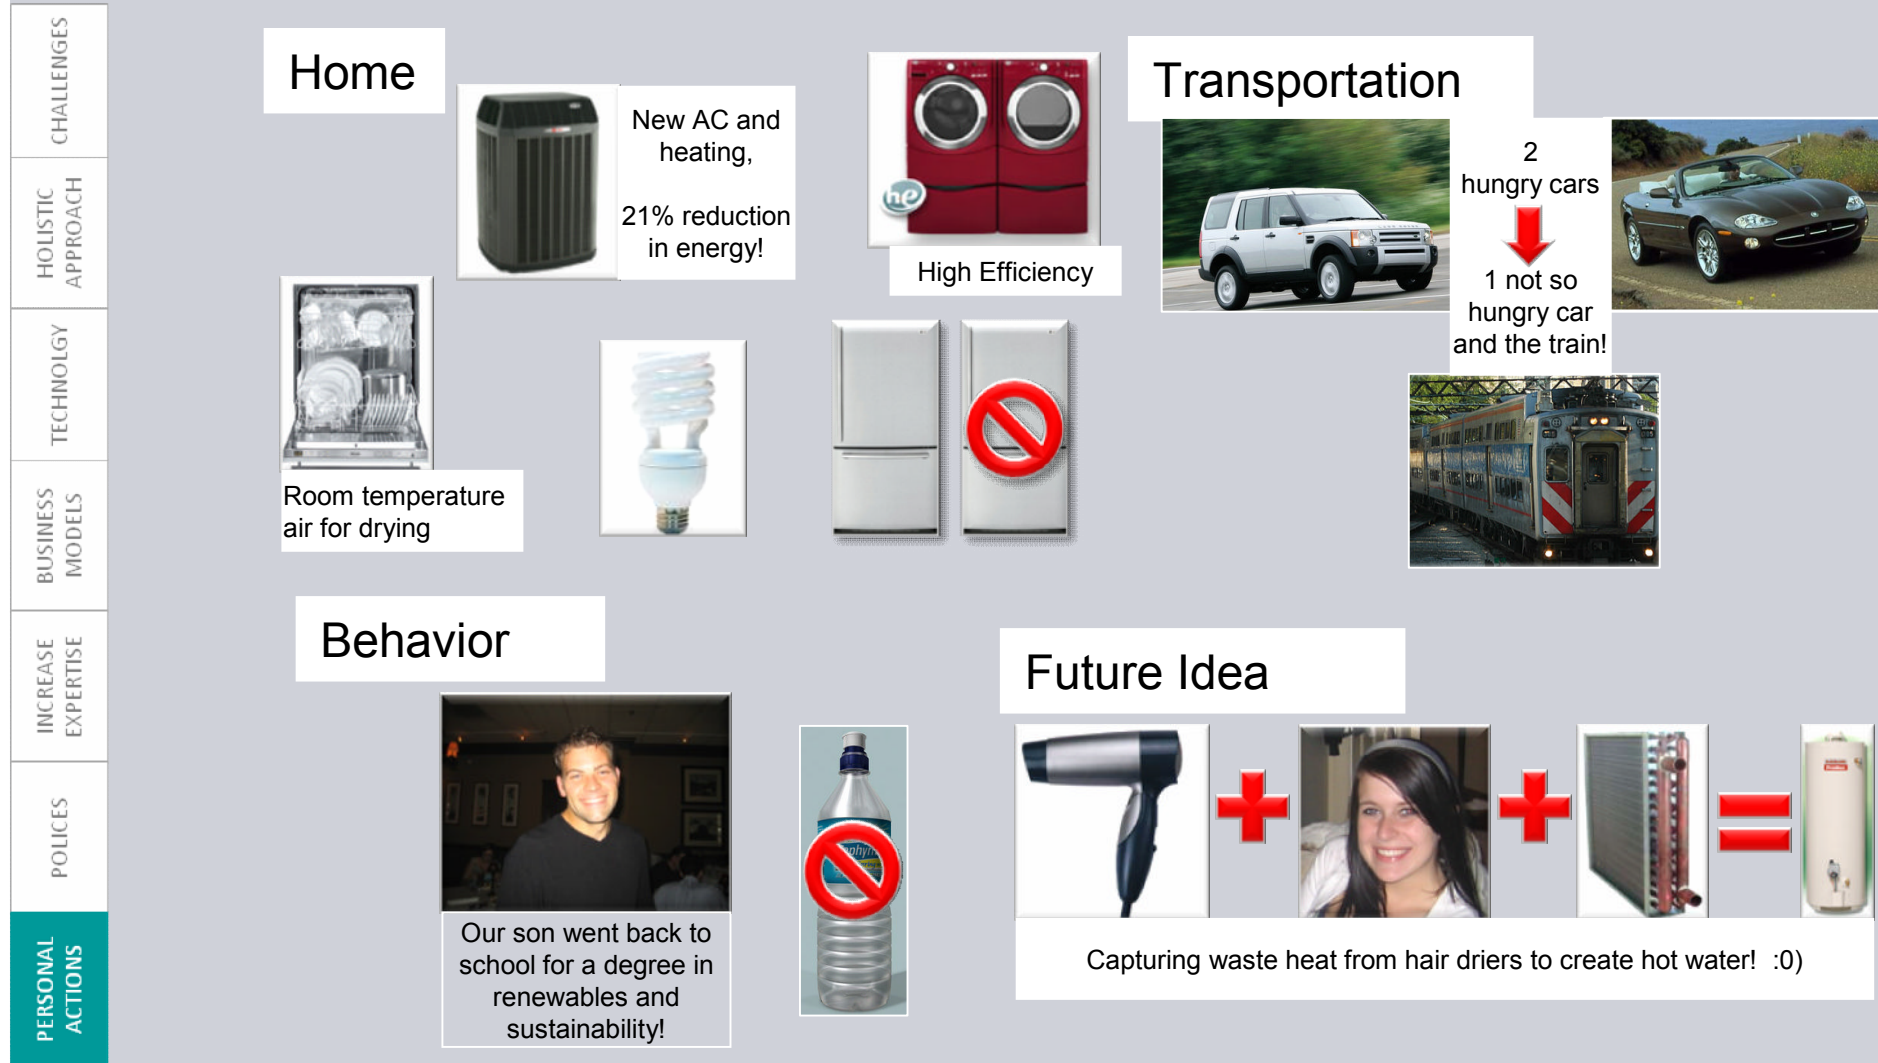 CHALLENGES
HOLISTIC
APPROACH
TECHNOLGY
BUSINESS
MODELS
INCREASE
EXPERTISE
POLICES
PERSONAL
ACTIONS
Home
New AC and
heating,
21% reduction
in energy!
he
High Efficiency
Room temperature
air for drying
Transportation
2
hungry cars
1 not so
hungry car
and the train!
Behavior
Our son went back to
school for a degree in
renewables and
sustainability!
Future Idea
Capturing waste heat from hair driers to create hot water!  :0)